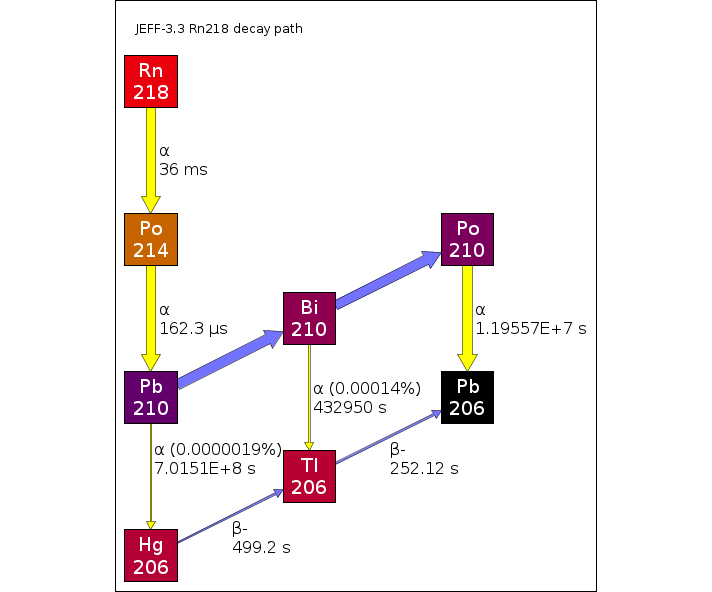 JEFF-3.3 Rn218 decay path
Rn
218
α
36 ms
Po
214
Po
210
α
162.3 µs
α
1.19557E+7 s
Bi
210
Pb
210
Pb
206
α (0.00014%)
432950 s
α (0.0000019%)
7.0151E+8 s
Tl
206
β-
252.12 s
β-
499.2 s
Hg
206